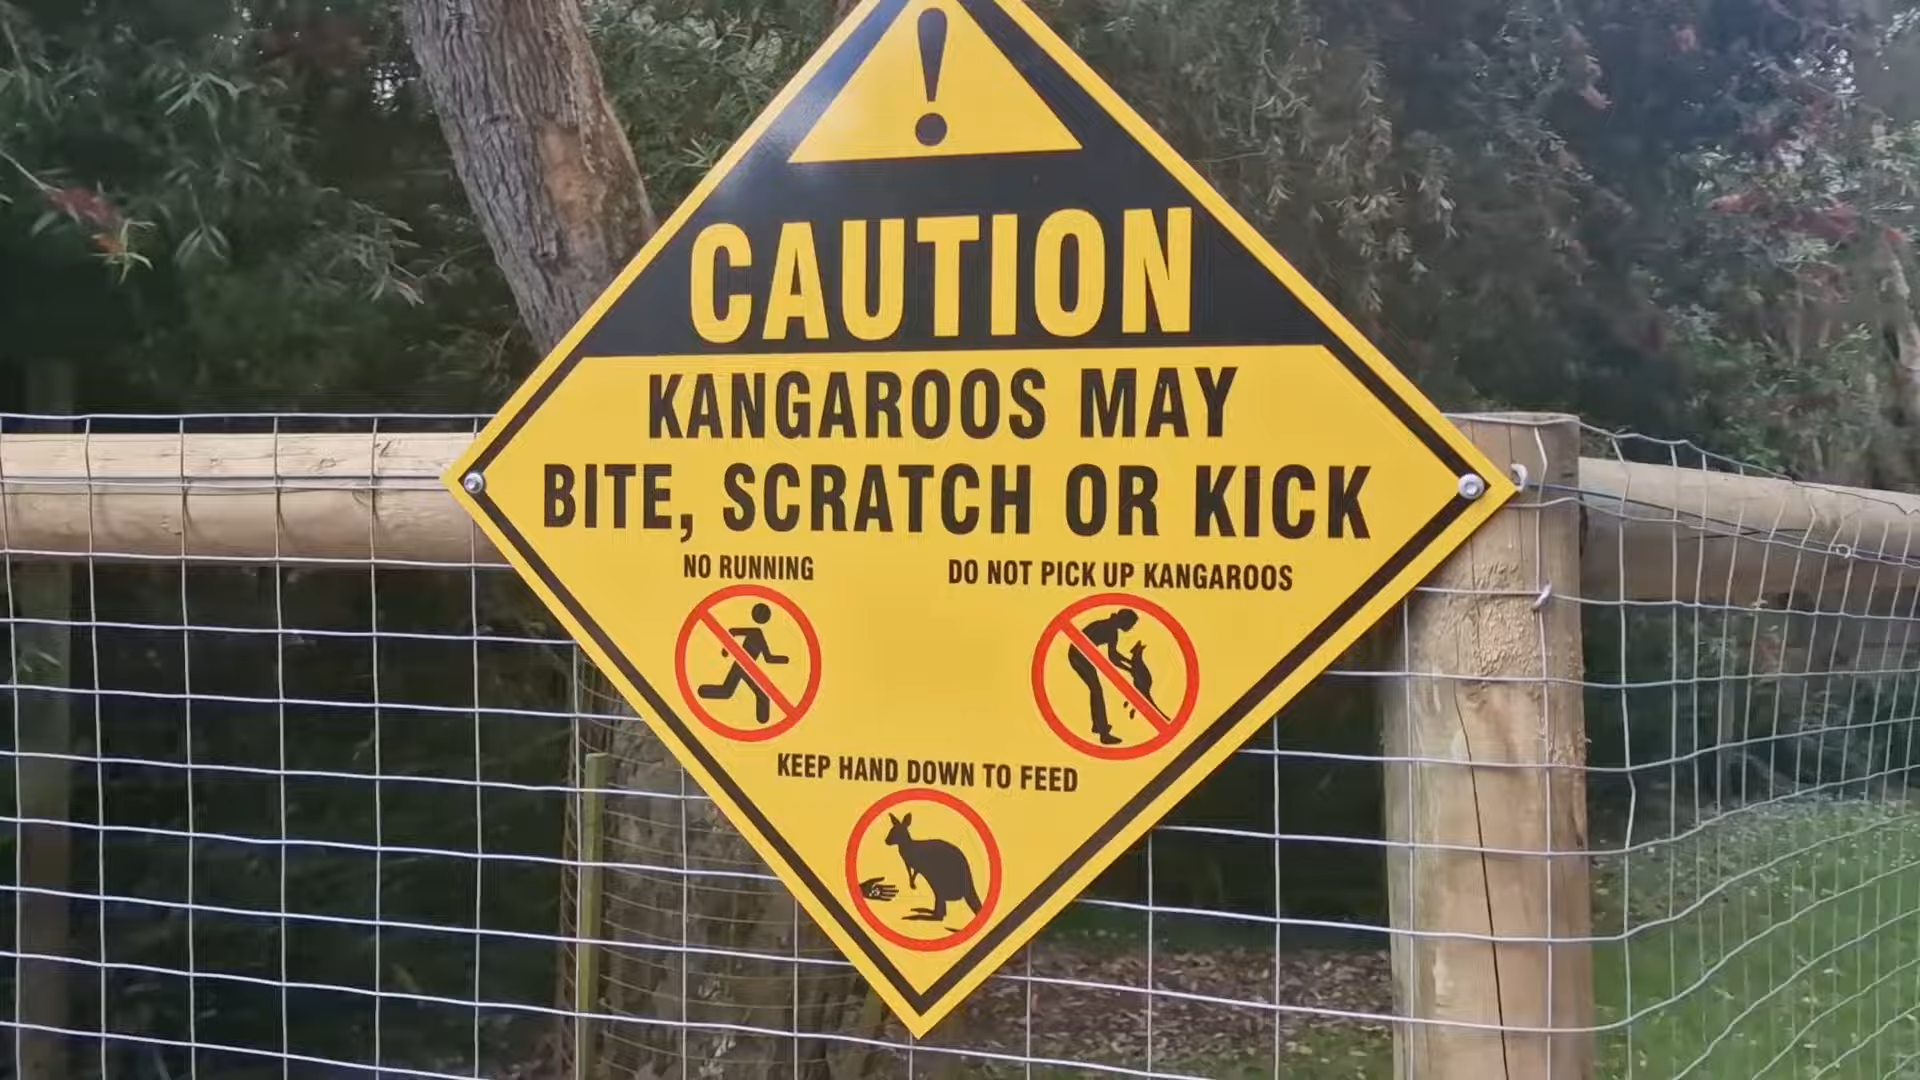 !
CAUTION
KANGAROOS MAY
BITE, SCRATCH OR KICK
NO RUNNING
DO NOT PICK UP KANGAROOS
KEEP HAND DOWN TO FEED